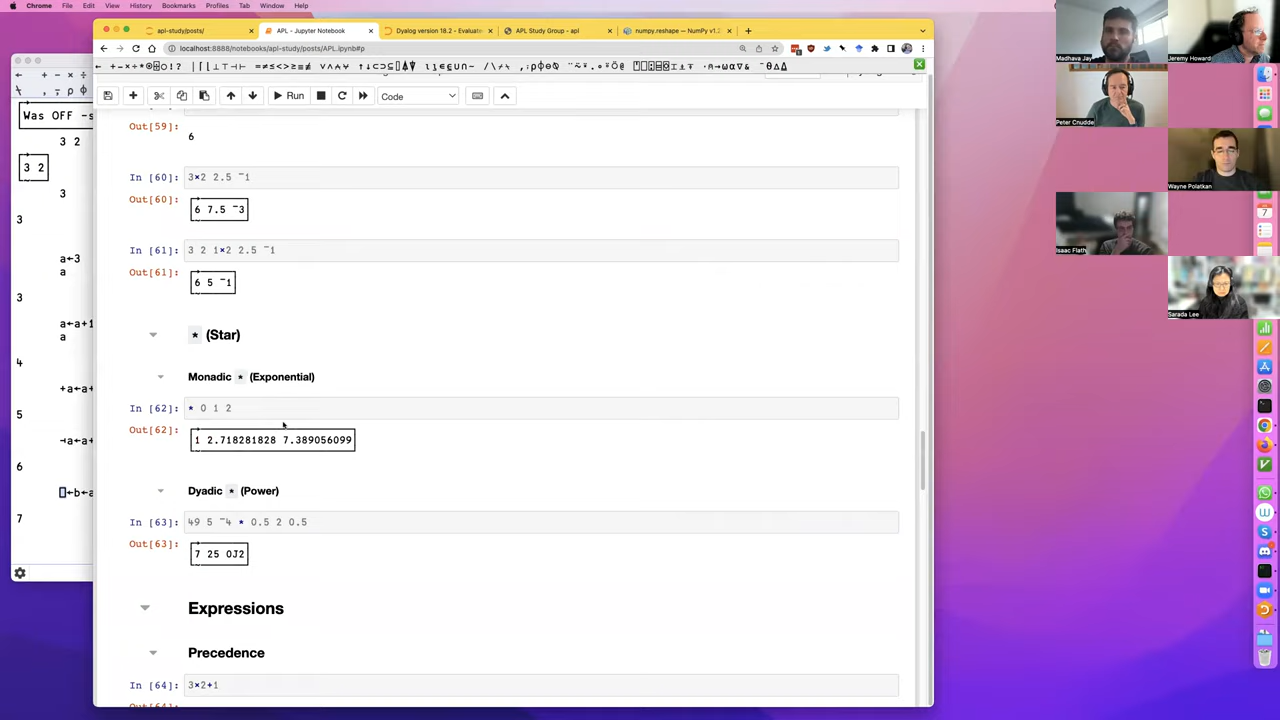 Chrome File Edit View History Bookmarks Profiles Tab Window Help
apl-study/posts/
APL - Jupyter Notebook
Dyalog version 18.2 - Evaluat
APL Study Group - apl
numpy.reshape — NumPy v1.
localhost:8888/notebooks/apl-study/posts/APL.ipynb#p
Run
Code
Was OFF -s
3 2
3 2
3
3
a←3
a
3
a←a+1
a
4
+a←a+
5
⊣a←a+
6
⎕←b←a
7
Out[59]:
6
In [60]: 3×2 2.5 ¯1
Out[60]:
6 7.5 ¯3
In [61]: 3 2 1×2 2.5 ¯1
Out[61]:
6 5 ¯1
* (Star)
Monadic * (Exponential)
In [62]: * 0 1 2
Out[62]:
1 2.718281828 7.389056099
Dyadic * (Power)
In [63]: 49 5 ¯4 * 0.5 2 0.5
Out[63]:
7 25 0J2
Expressions
Precedence
In [64]: 3×2+1
Madhava Jay
Jeremy Howard
Peter Cnudde
Wayne Polatkan
Isaac Flath
Sarada Lee
7